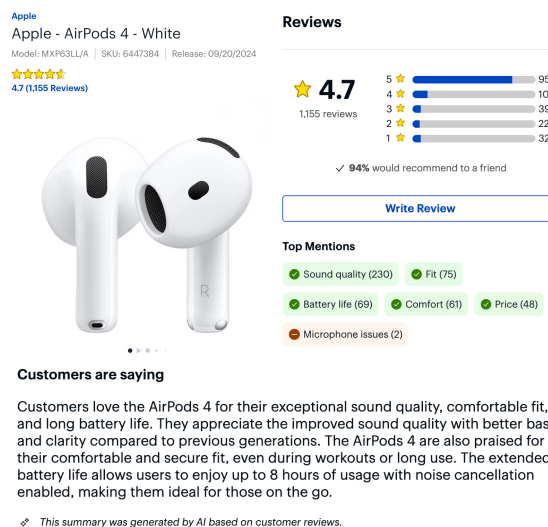 Apple
Apple - AirPods 4 - White
Model: MXP63LL/A | SKU: 6447384 | Release: 09/20/2024
4.7 (1,155 Reviews)
R
Reviews
4.7
1,155 reviews
5
4
3
2
1
94% would recommend to a friend
Write Review
Top Mentions
Sound quality (230)
Fit (75)
Battery life (69)
Comfort (61)
Price (48)
Microphone issues (2)
Customers are saying
Customers love the AirPods 4 for their exceptional sound quality, comfortable fit,
and long battery life. They appreciate the improved sound quality with better
and clarity compared to previous generations. The AirPods 4 are also praised for
their comfortable and secure fit, even during workouts or long use. The
battery life allows users to enjoy up to 8 hours of usage with noise cancellation
enabled, making them ideal for those on the go.
This summary was generated by AI based on customer reviews.